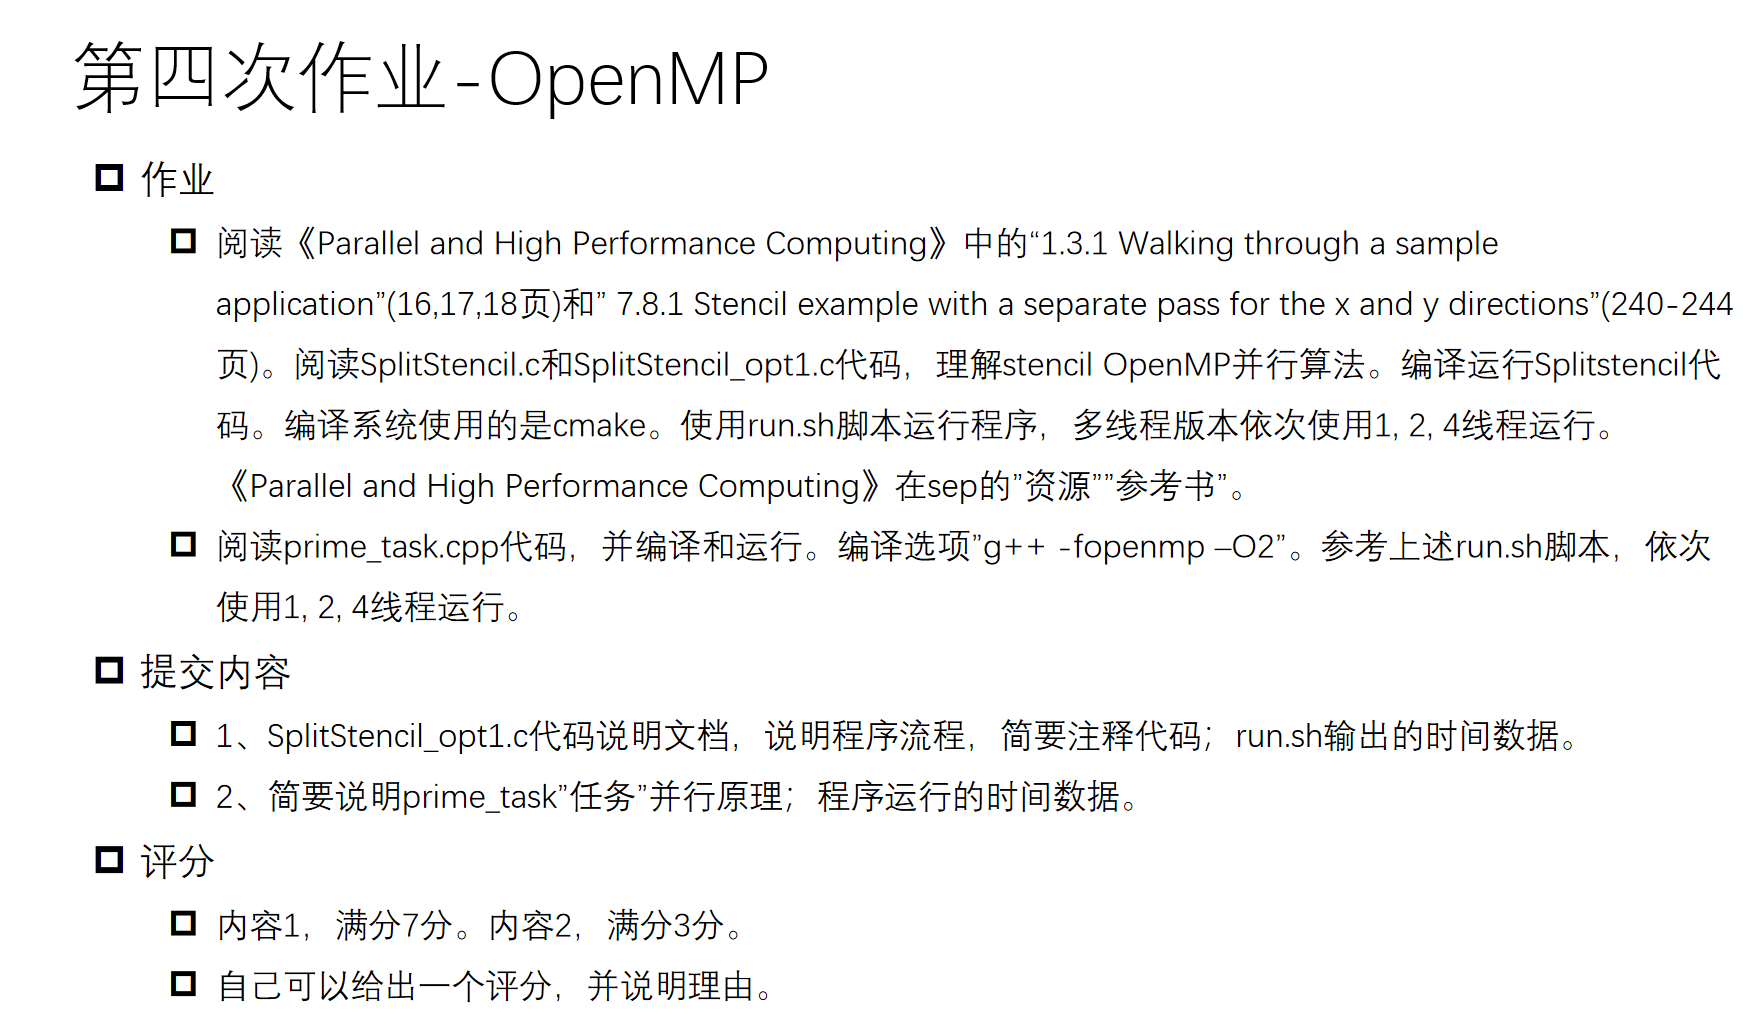 第四次作业-OpenMP
作业
阅读《Parallel and High Performance Computing》中的“1.3.1 Walking through a sample
application”(16,17,18页)和” 7.8.1 Stencil example with a separate pass for the x and y directions”(240-244
页)。阅读SplitStencil.c和SplitStencil_opt1.c代码，理解stencil OpenMP并行算法。编译运行Splitstencil代
码。编译系统使用的是cmake。使用run.sh脚本运行程序，多线程版本依次使用1, 2, 4线程运行。
《Parallel and High Performance Computing》在sep的”资源””参考书”。
阅读prime_task.cpp代码，并编译和运行。编译选项”g++ -fopenmp –O2”。参考上述run.sh脚本，依次
使用1, 2, 4线程运行。
提交内容
1、SplitStencil_opt1.c代码说明文档，说明程序流程，简要注释代码；run.sh输出的时间数据。
2、简要说明prime_task”任务”并行原理；程序运行的时间数据。
评分
内容1，满分7分。内容2，满分3分。
自己可以给出一个评分，并说明理由。